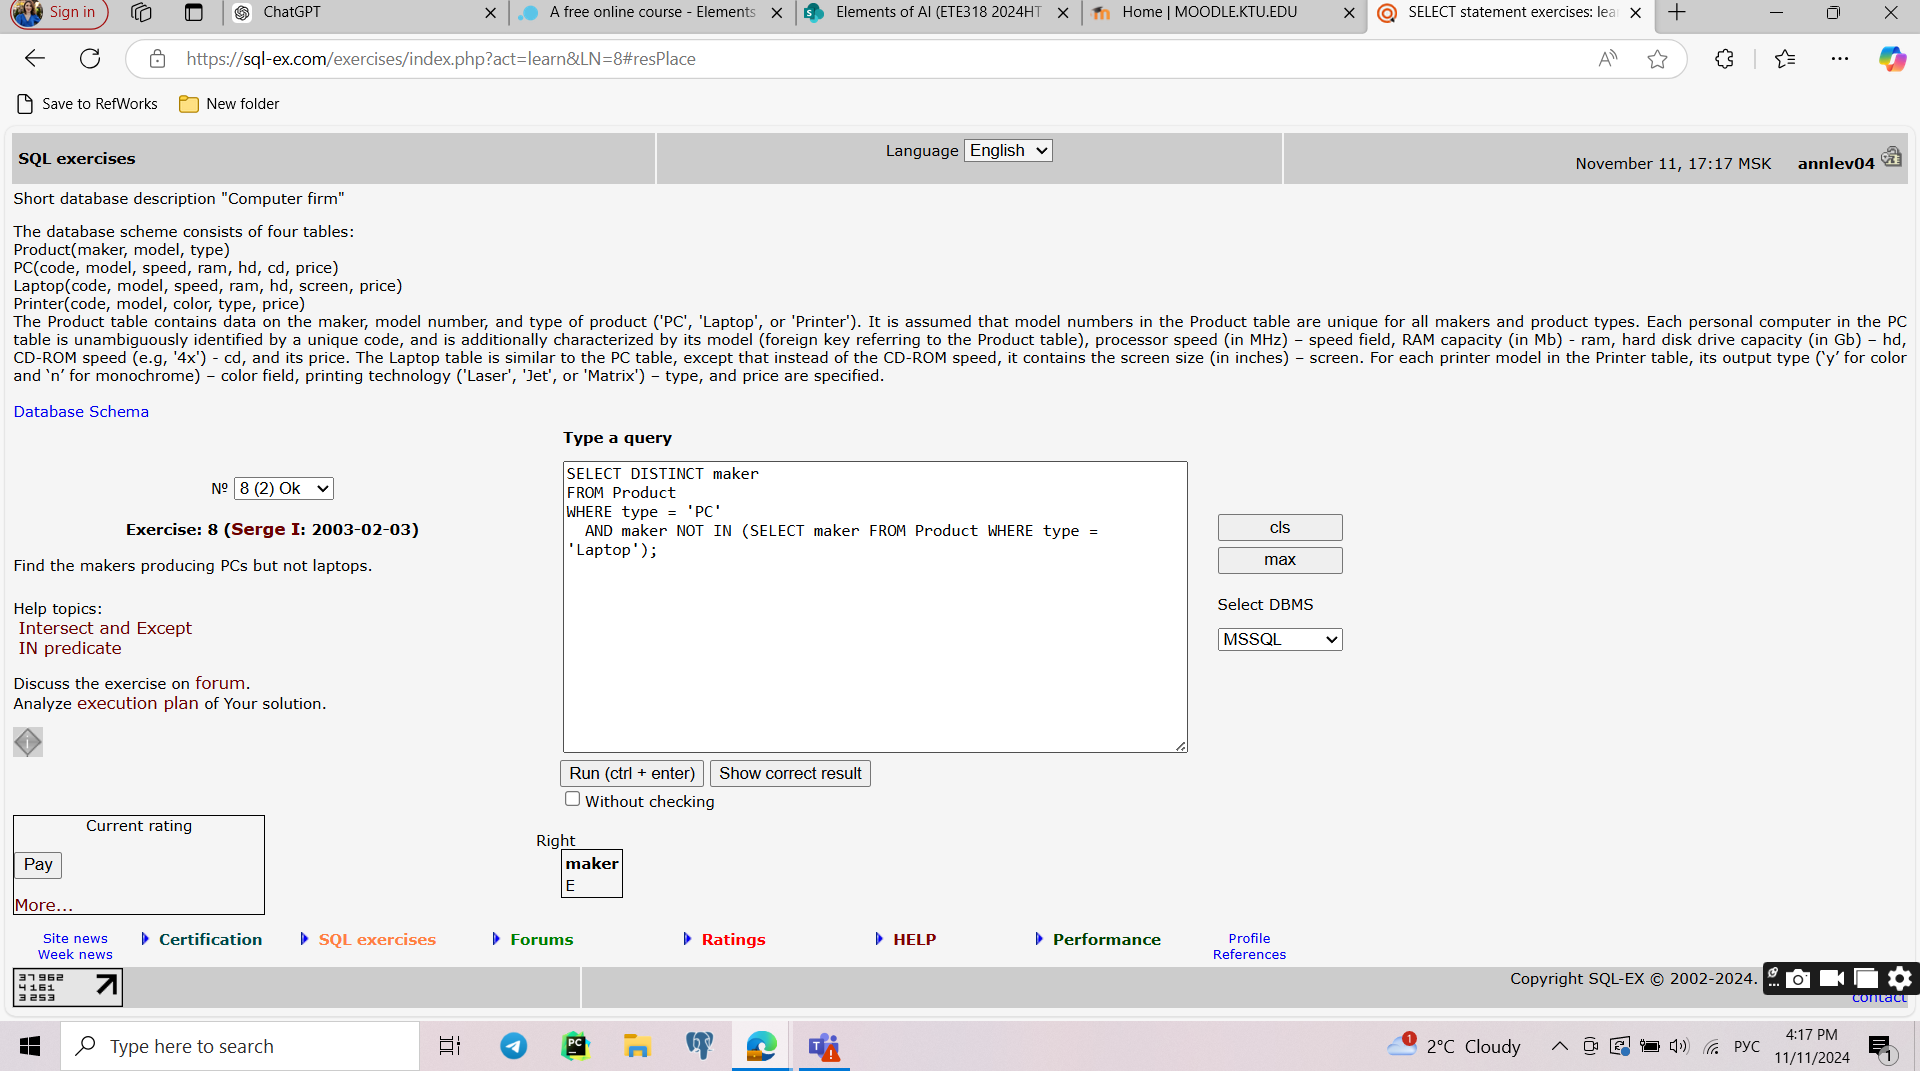 Sign in
ChatGPT
A free online course - Elements
Elements of AI (ETE318 2024HT
Home | MOODLE.KTU.EDU
SELECT statement exercises: lea
https://sql-ex.com/exercises/index.php?act=learn&LN=8#resPlace
Save to RefWorks
New folder
SQL exercises
Language English
November 11, 17:17 MSK annlev04
Short database description "Computer firm"
The database scheme consists of four tables:
Product(maker, model, type)
PC(code, model, speed, ram, hd, cd, price)
Laptop(code, model, speed, ram, hd, screen, price)
Printer(code, model, color, type, price)
The Product table contains data on the maker, model number, and type of product ('PC', 'Laptop', or 'Printer'). It is assumed that model numbers in the Product table are unique for all makers and product types. Each personal computer in the PC
table is unambiguously identified by a unique code, and is additionally characterized by its model (foreign key referring to the Product table), processor speed (in MHz) – speed field, RAM capacity (in Mb) - ram, hard disk drive capacity (in Gb) – hd,
CD-ROM speed (e.g, '4x') - cd, and its price. The Laptop table is similar to the PC table, except that instead of the CD-ROM speed, it contains the screen size (in inches) – screen. For each printer model in the Printer table, its output type (‘y’ for color
and ‘n’ for monochrome) – color field, printing technology ('Laser', 'Jet', or 'Matrix') – type, and price are specified.
Database Schema
Type a query
SELECT DISTINCT maker
FROM Product
WHERE type = 'PC'
AND maker NOT IN (SELECT maker FROM Product WHERE type =
'Laptop');
№ 8 (2) Ok
Exercise: 8 (Serge I: 2003-02-03)
Find the makers producing PCs but not laptops.
Help topics:
Intersect and Except
IN predicate
Discuss the exercise on forum.
Analyze execution plan of Your solution.
cls
max
Select DBMS
MSSQL
Run (ctrl + enter)
Show correct result
Without checking
Current rating
Pay
More...
Right
maker
E
Site news
Week news
Certification
SQL exercises
Forums
Ratings
HELP
Performance
Profile
References
37962
4161
3253
Copyright SQL-EX © 2002-2024.
contact
Type here to search
PC
1
2°C Cloudy
РУС
4:17 PM
11/11/2024
1